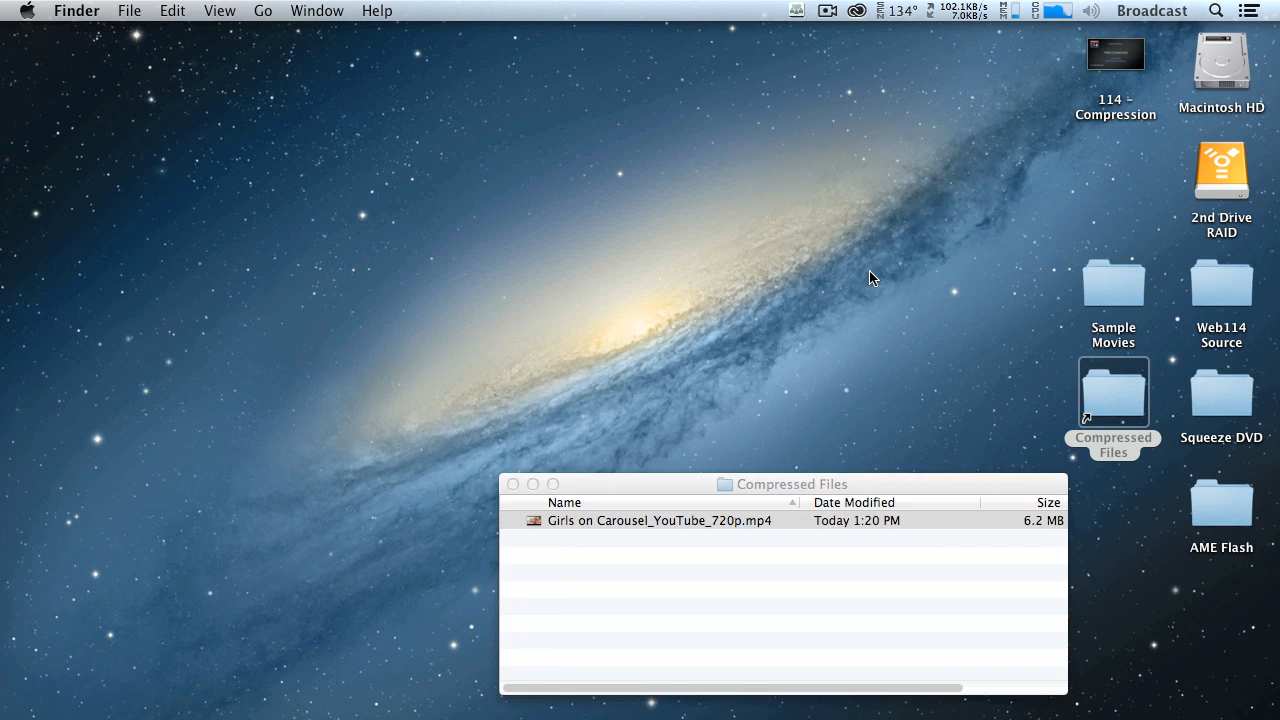 Finder File Edit View Go Window Help 134° 102.1KB/s Broadcast
7.0KB/s
114 –
Compression
Macintosh HD
2nd Drive
RAID
Sample
Movies
Web114
Source
Compressed
Files
Squeeze DVD
AME Flash
Compressed Files
Name Date Modified Size
Girls on Carousel_YouTube_720p.mp4 Today 1:20 PM 6.2 MB